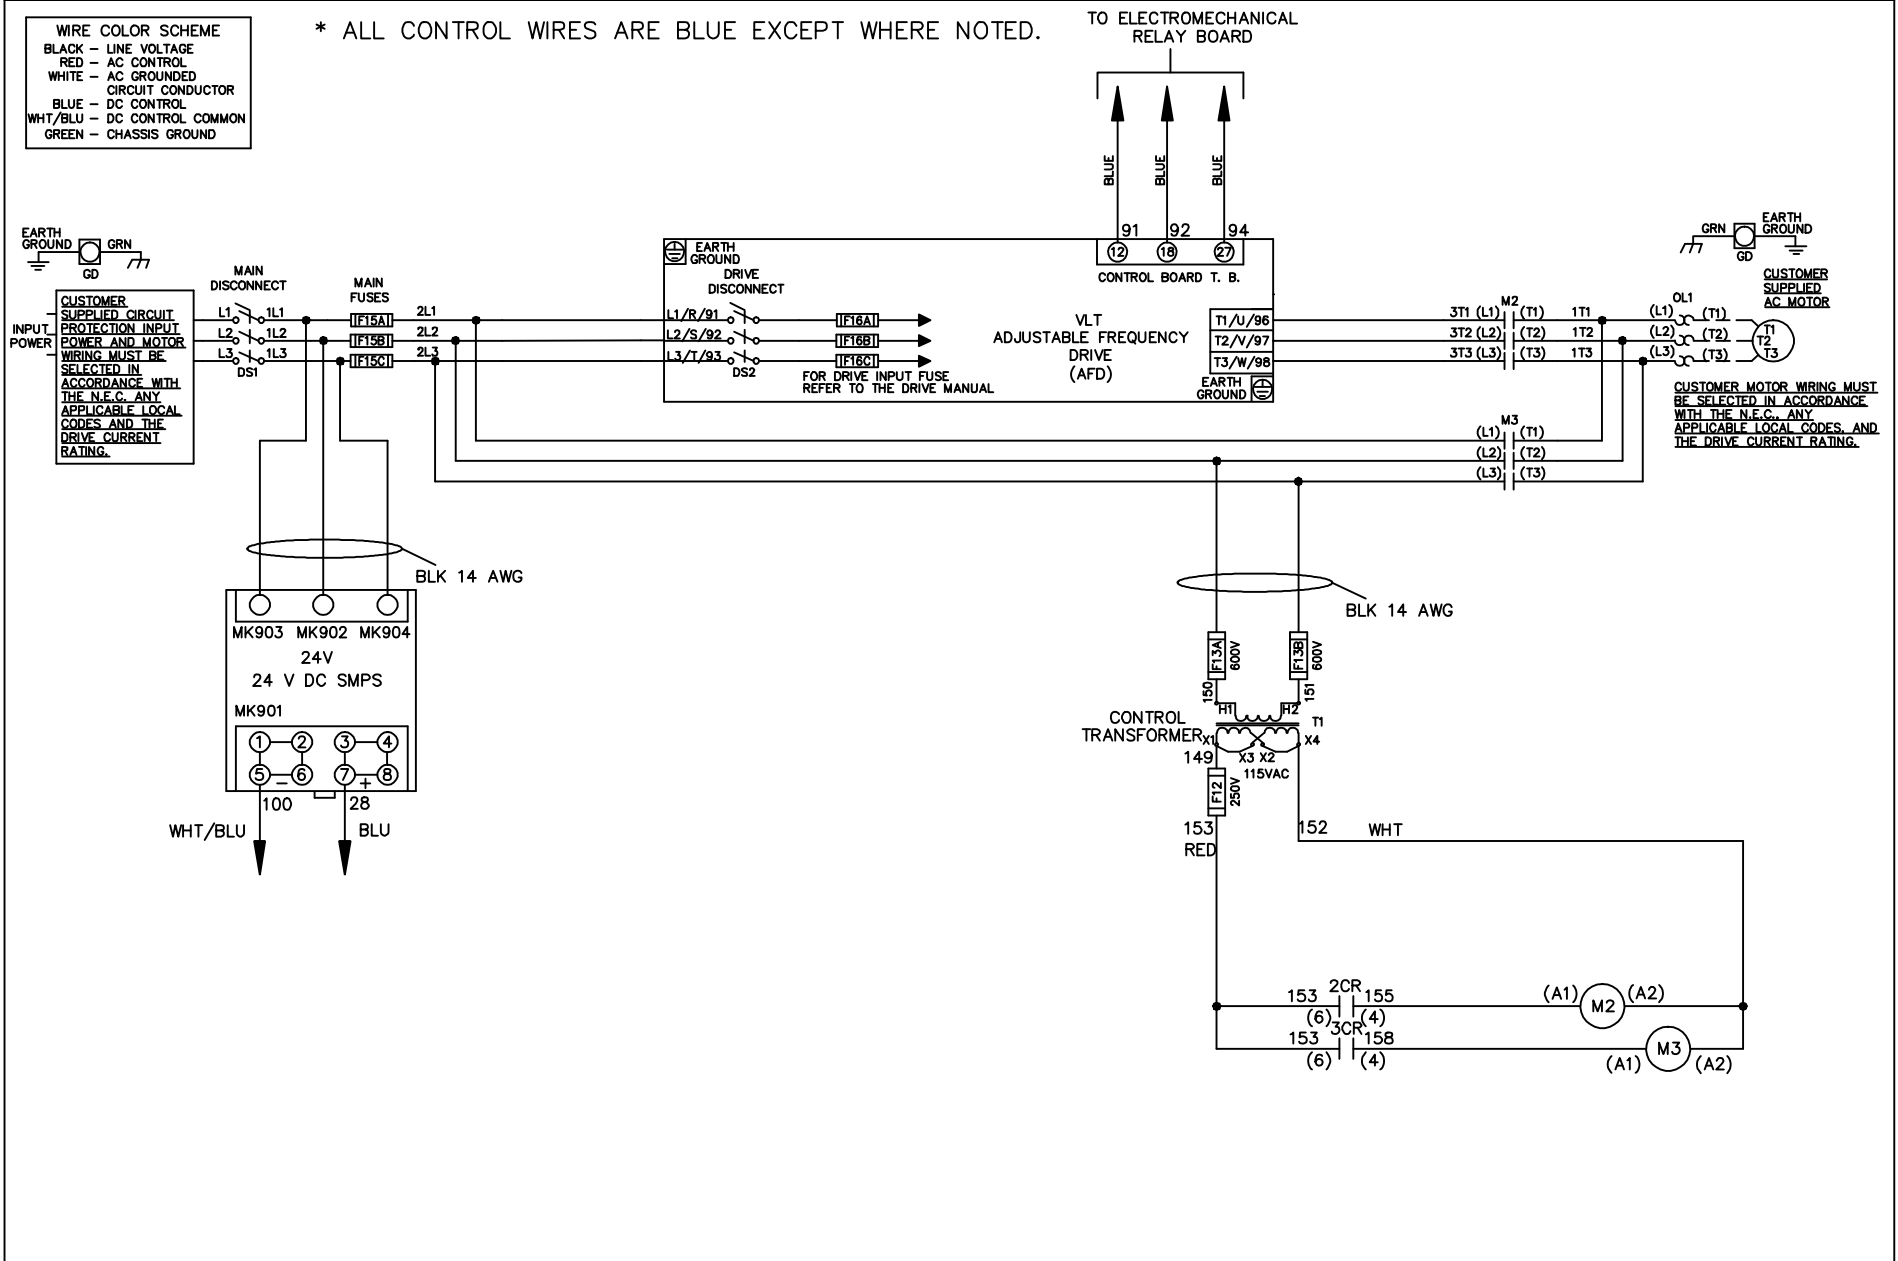 WIRE COLOR SCHEME
BLACK – LINE VOLTAGE
RED – AC CONTROL
WHITE – AC GROUNDED
CIRCUIT CONDUCTOR
BLUE – DC CONTROL
WHT/BLU – DC CONTROL COMMON
GREEN – CHASSIS GROUND
* ALL CONTROL WIRES ARE BLUE EXCEPT WHERE NOTED.
TO ELECTROMECHANICAL
RELAY BOARD
BLUE
BLUE
BLUE
91
92
94
12
18
27
CONTROL BOARD T. B.
EARTH
GROUND
GRN
GD
CUSTOMER
SUPPLIED CIRCUIT
PROTECTION INPUT
POWER AND MOTOR
WIRING MUST BE
SELECTED IN
ACCORDANCE WITH
THE N.E.C. ANY
APPLICABLE LOCAL
CODES AND THE
DRIVE CURRENT
RATING.
INPUT
POWER
MAIN
DISCONNECT
L1
1L1
L2
1L2
L3
1L3
DS1
MAIN
FUSES
F15A
F15B
F15C
2L1
2L2
2L3
EARTH
GROUND
DRIVE
DISCONNECT
L1/R/91
L2/S/92
L3/T/93
DS2
F16A
F16B
F16C
FOR DRIVE INPUT FUSE
REFER TO THE DRIVE MANUAL
VLT
ADJUSTABLE FREQUENCY
DRIVE
(AFD)
T1/U/96
T2/V/97
T3/W/98
EARTH
GROUND
M2
3T1 (L1) (T1) 1T1
3T2 (L2) (T2) 1T2
3T3 (L3) (T3) 1T3
OL1
(L1) (T1)
(L2) (T2)
(L3) (T3)
T1
T2
T3
GRN
GD
EARTH
GROUND
CUSTOMER
SUPPLIED
AC MOTOR
CUSTOMER MOTOR WIRING MUST
BE SELECTED IN ACCORDANCE
WITH THE N.E.C., ANY
APPLICABLE LOCAL CODES, AND
THE DRIVE CURRENT RATING.
M3
(L1) (T1)
(L2) (T2)
(L3) (T3)
BLK 14 AWG
MK903 MK902 MK904
24V
24 V DC SMPS
MK901
1 2 3 4
5 6 7 8
– +
100
28
WHT/BLU
BLU
BLK 14 AWG
F13A
600V
F13B
600V
150
151
H1
H2
T1
CONTROL
TRANSFORMER
X1
X4
X3 X2
149
115VAC
F12
250V
153
RED
152
WHT
2CR
153 155
(6) (4)
(A1) M2 (A2)
3CR
153 158
(6) (4)
(A1) M3 (A2)